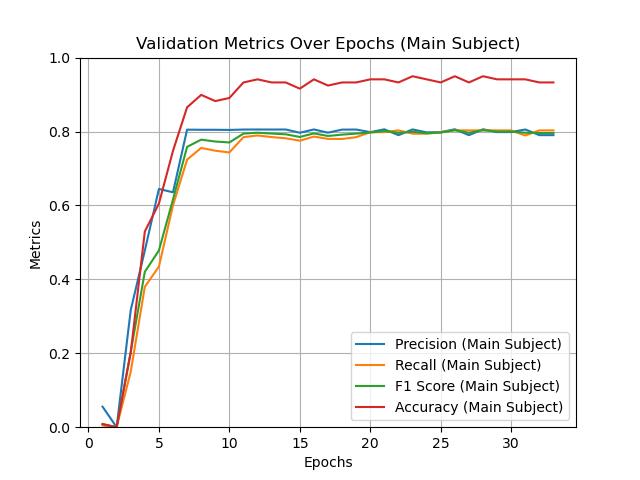 Validation Metrics Over Epochs (Main Subject)
1.0
0.8
0.6
0.4
0.2
0.0
Metrics
Precision (Main Subject)
Recall (Main Subject)
F1 Score (Main Subject)
Accuracy (Main Subject)
0 5 10 15 20 25 30
Epochs